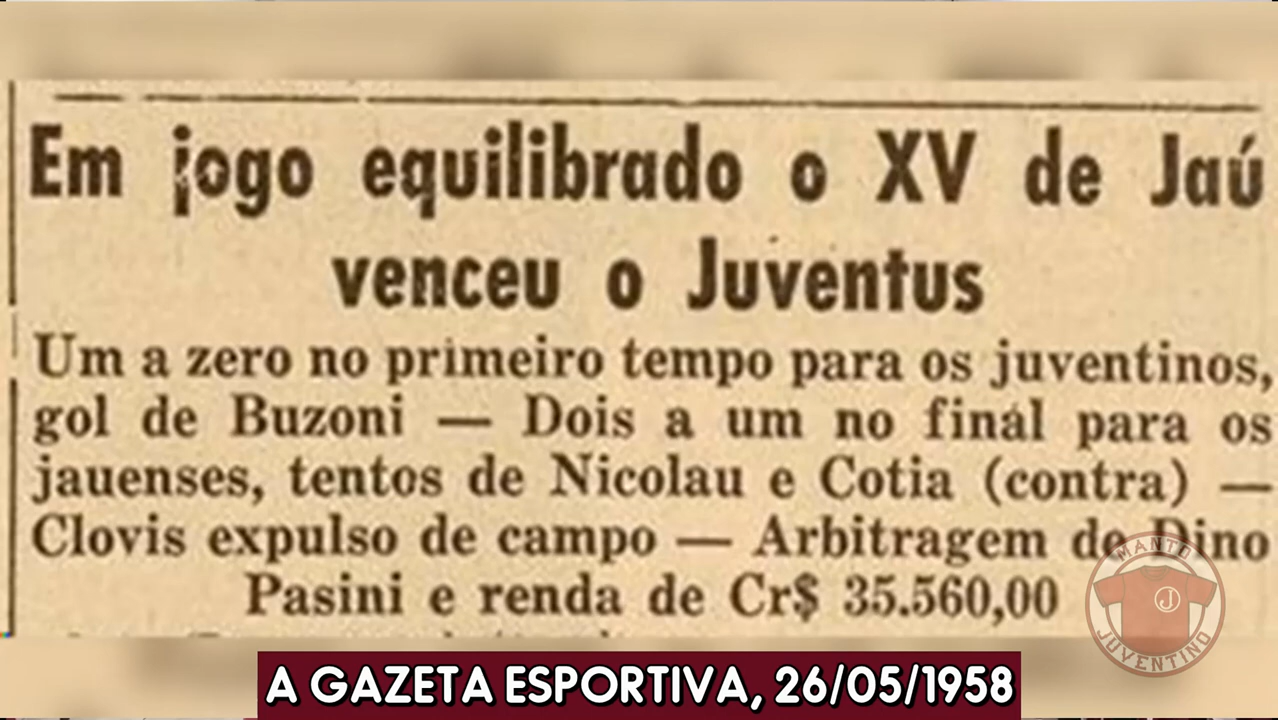 Em jogo equilibrado o XV de Jaú
venceu o Juventus
Um a zero no primeiro tempo para os juventinos,
gol de Buzoni — Dois a um no final para os
jauenses, tentos de Nicolau e Cotia (contra) —
Clovis expulso de campo — Arbitragem de Dino
Pasini e renda de Cr$ 35.560,00
MANTO
J
JUVENTINO
A GAZETA ESPORTIVA, 26/05/1958